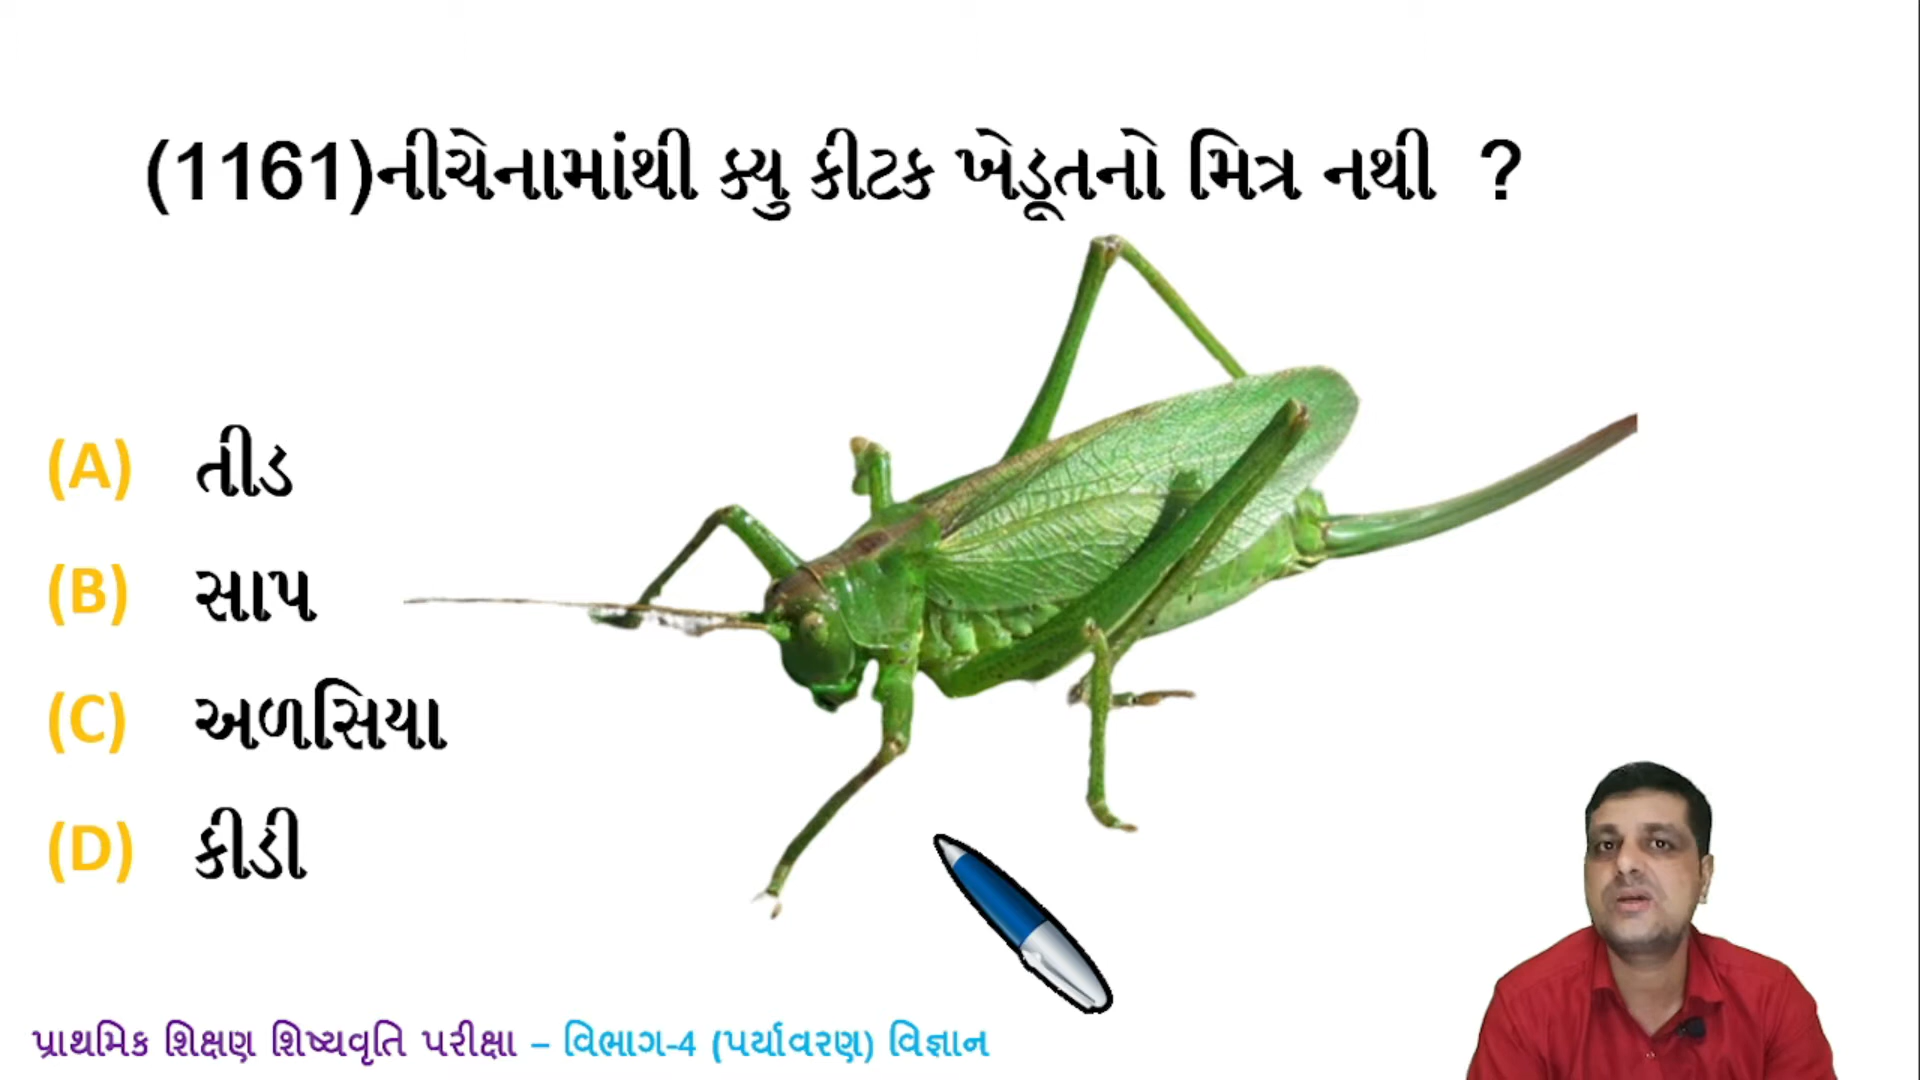 (1161)નીચેનામાંથી ક્યુ કીટક ખેડૂતનો મિત્ર નથી ?
(A) તીડ
(B) સાપ
(C) અળસિયા
(D) કીડી
પ્રાથમિક શિક્ષણ શિષ્યવૃતિ પરીક્ષા – વિભાગ-4 (પર્યાવરણ) વિજ્ઞાન